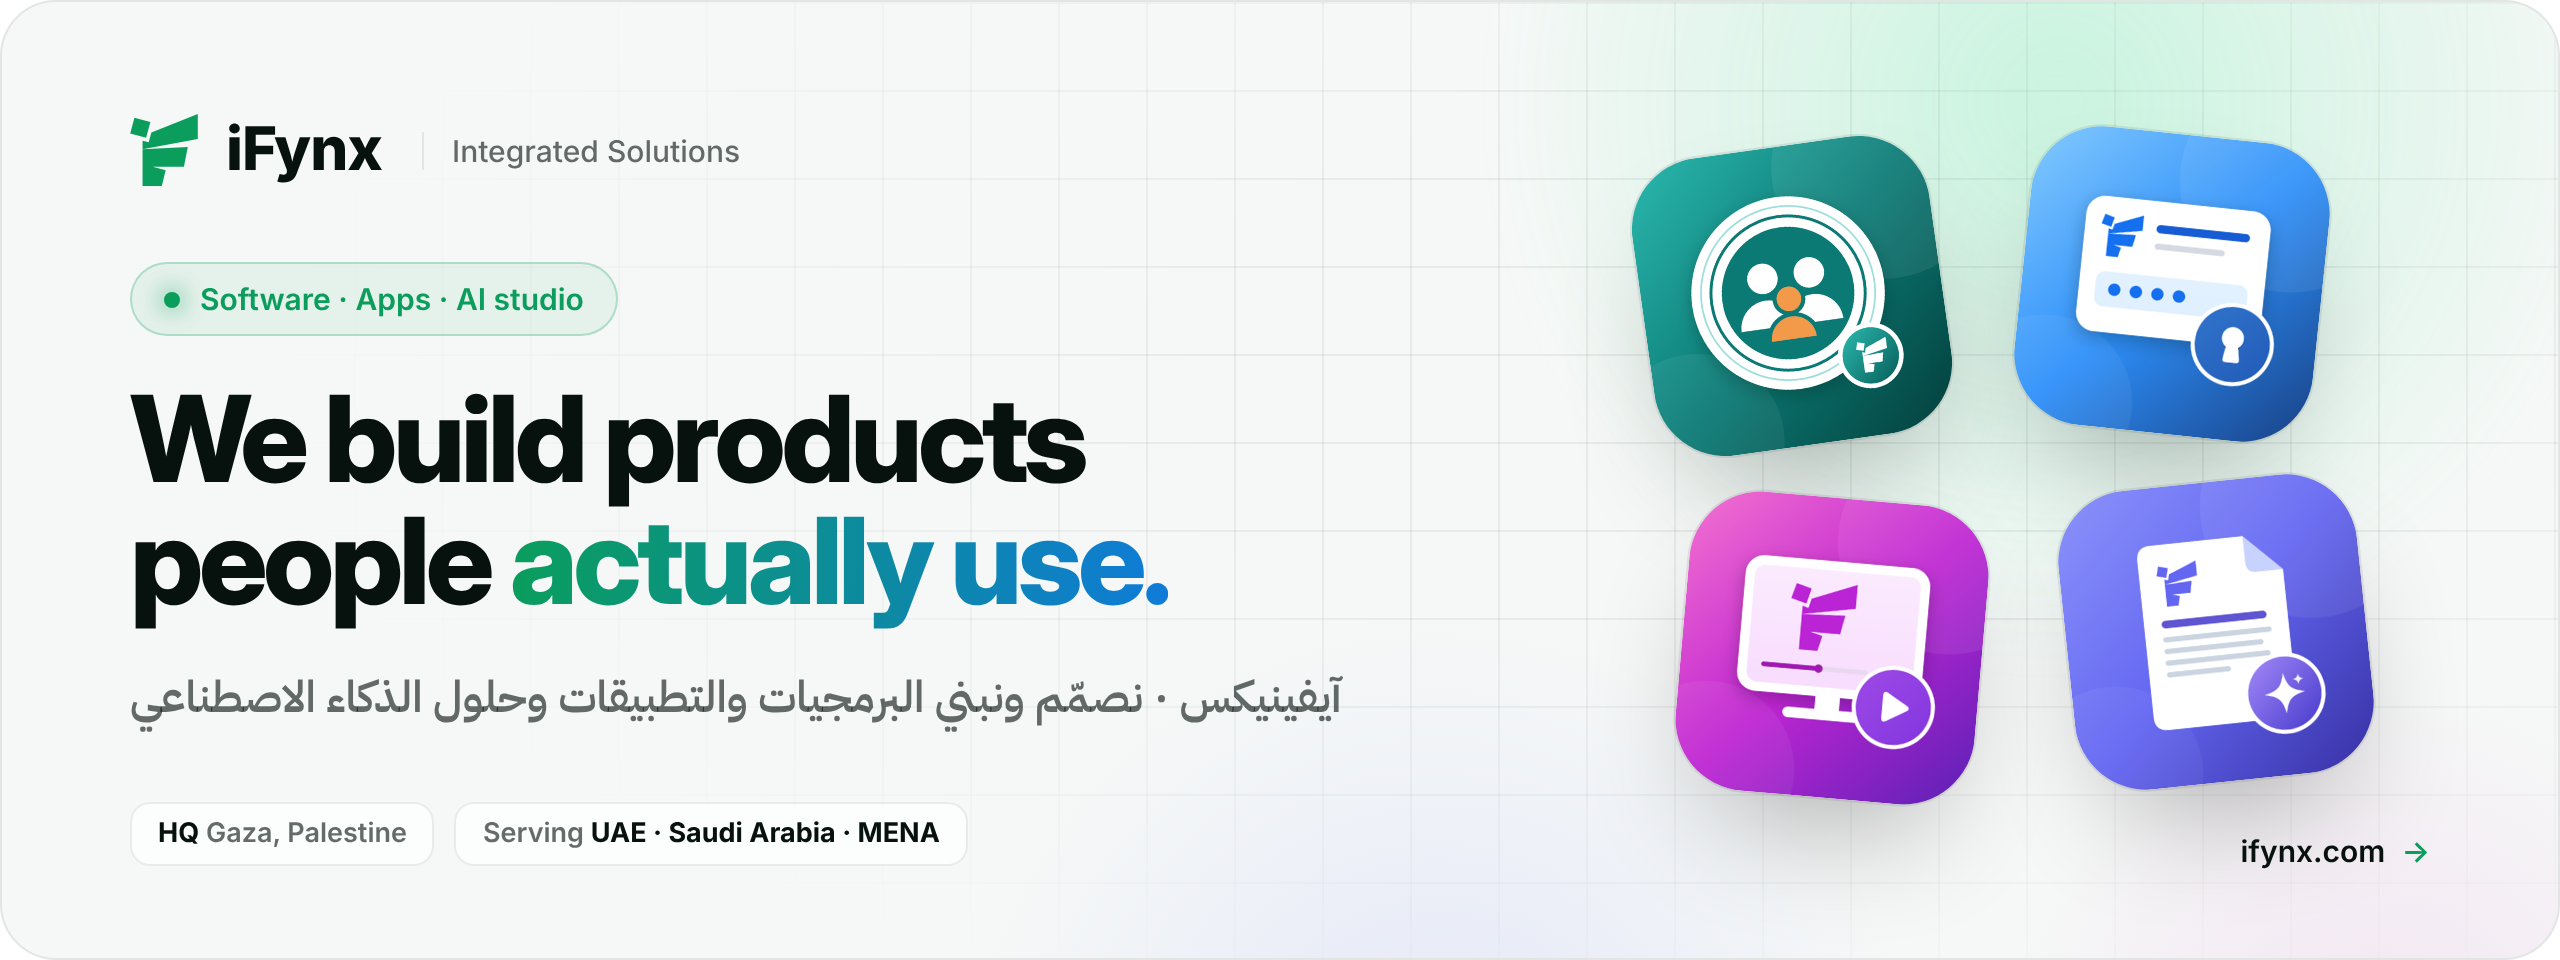 iFynx
Integrated Solutions
Software · Apps · AI studio
We build products
people actually use.
آيفينيكس · نصمّم ونبني البرمجيات والتطبيقات وحلول الذكاء الاصطناعي
HQ Gaza, Palestine
Serving UAE · Saudi Arabia · MENA
ifynx.com →